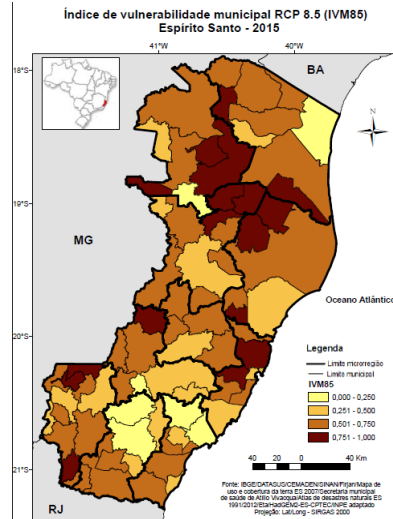 Índice de vulnerabilidade municipal RCP 8.5 (IVM85)
Espírito Santo - 2015
41°W
40°W
18°S
BA
Z
19°S
MG
Oceano Atlântico
20°S
Legenda
Limite microrregião
Limite municipal
IVM85
0,000 - 0,250
0,251 - 0,500
0,501 - 0,750
0,751 - 1,000
40 20 0 40 Km
21°S
RJ
Fonte: IBGE/DATASUS/CEMADEN/SINAN/Firjan/Mapa de
uso e cobertura da terra ES 2007/Secretaria municipal
de saúde de Atílio Vivacqua/Atlas de desastres naturais ES
1991/2012/EtaHadGEM2-ES-CPTEC/INPE adaptado
Projeção: Lat/Long - SIRGAS 2000